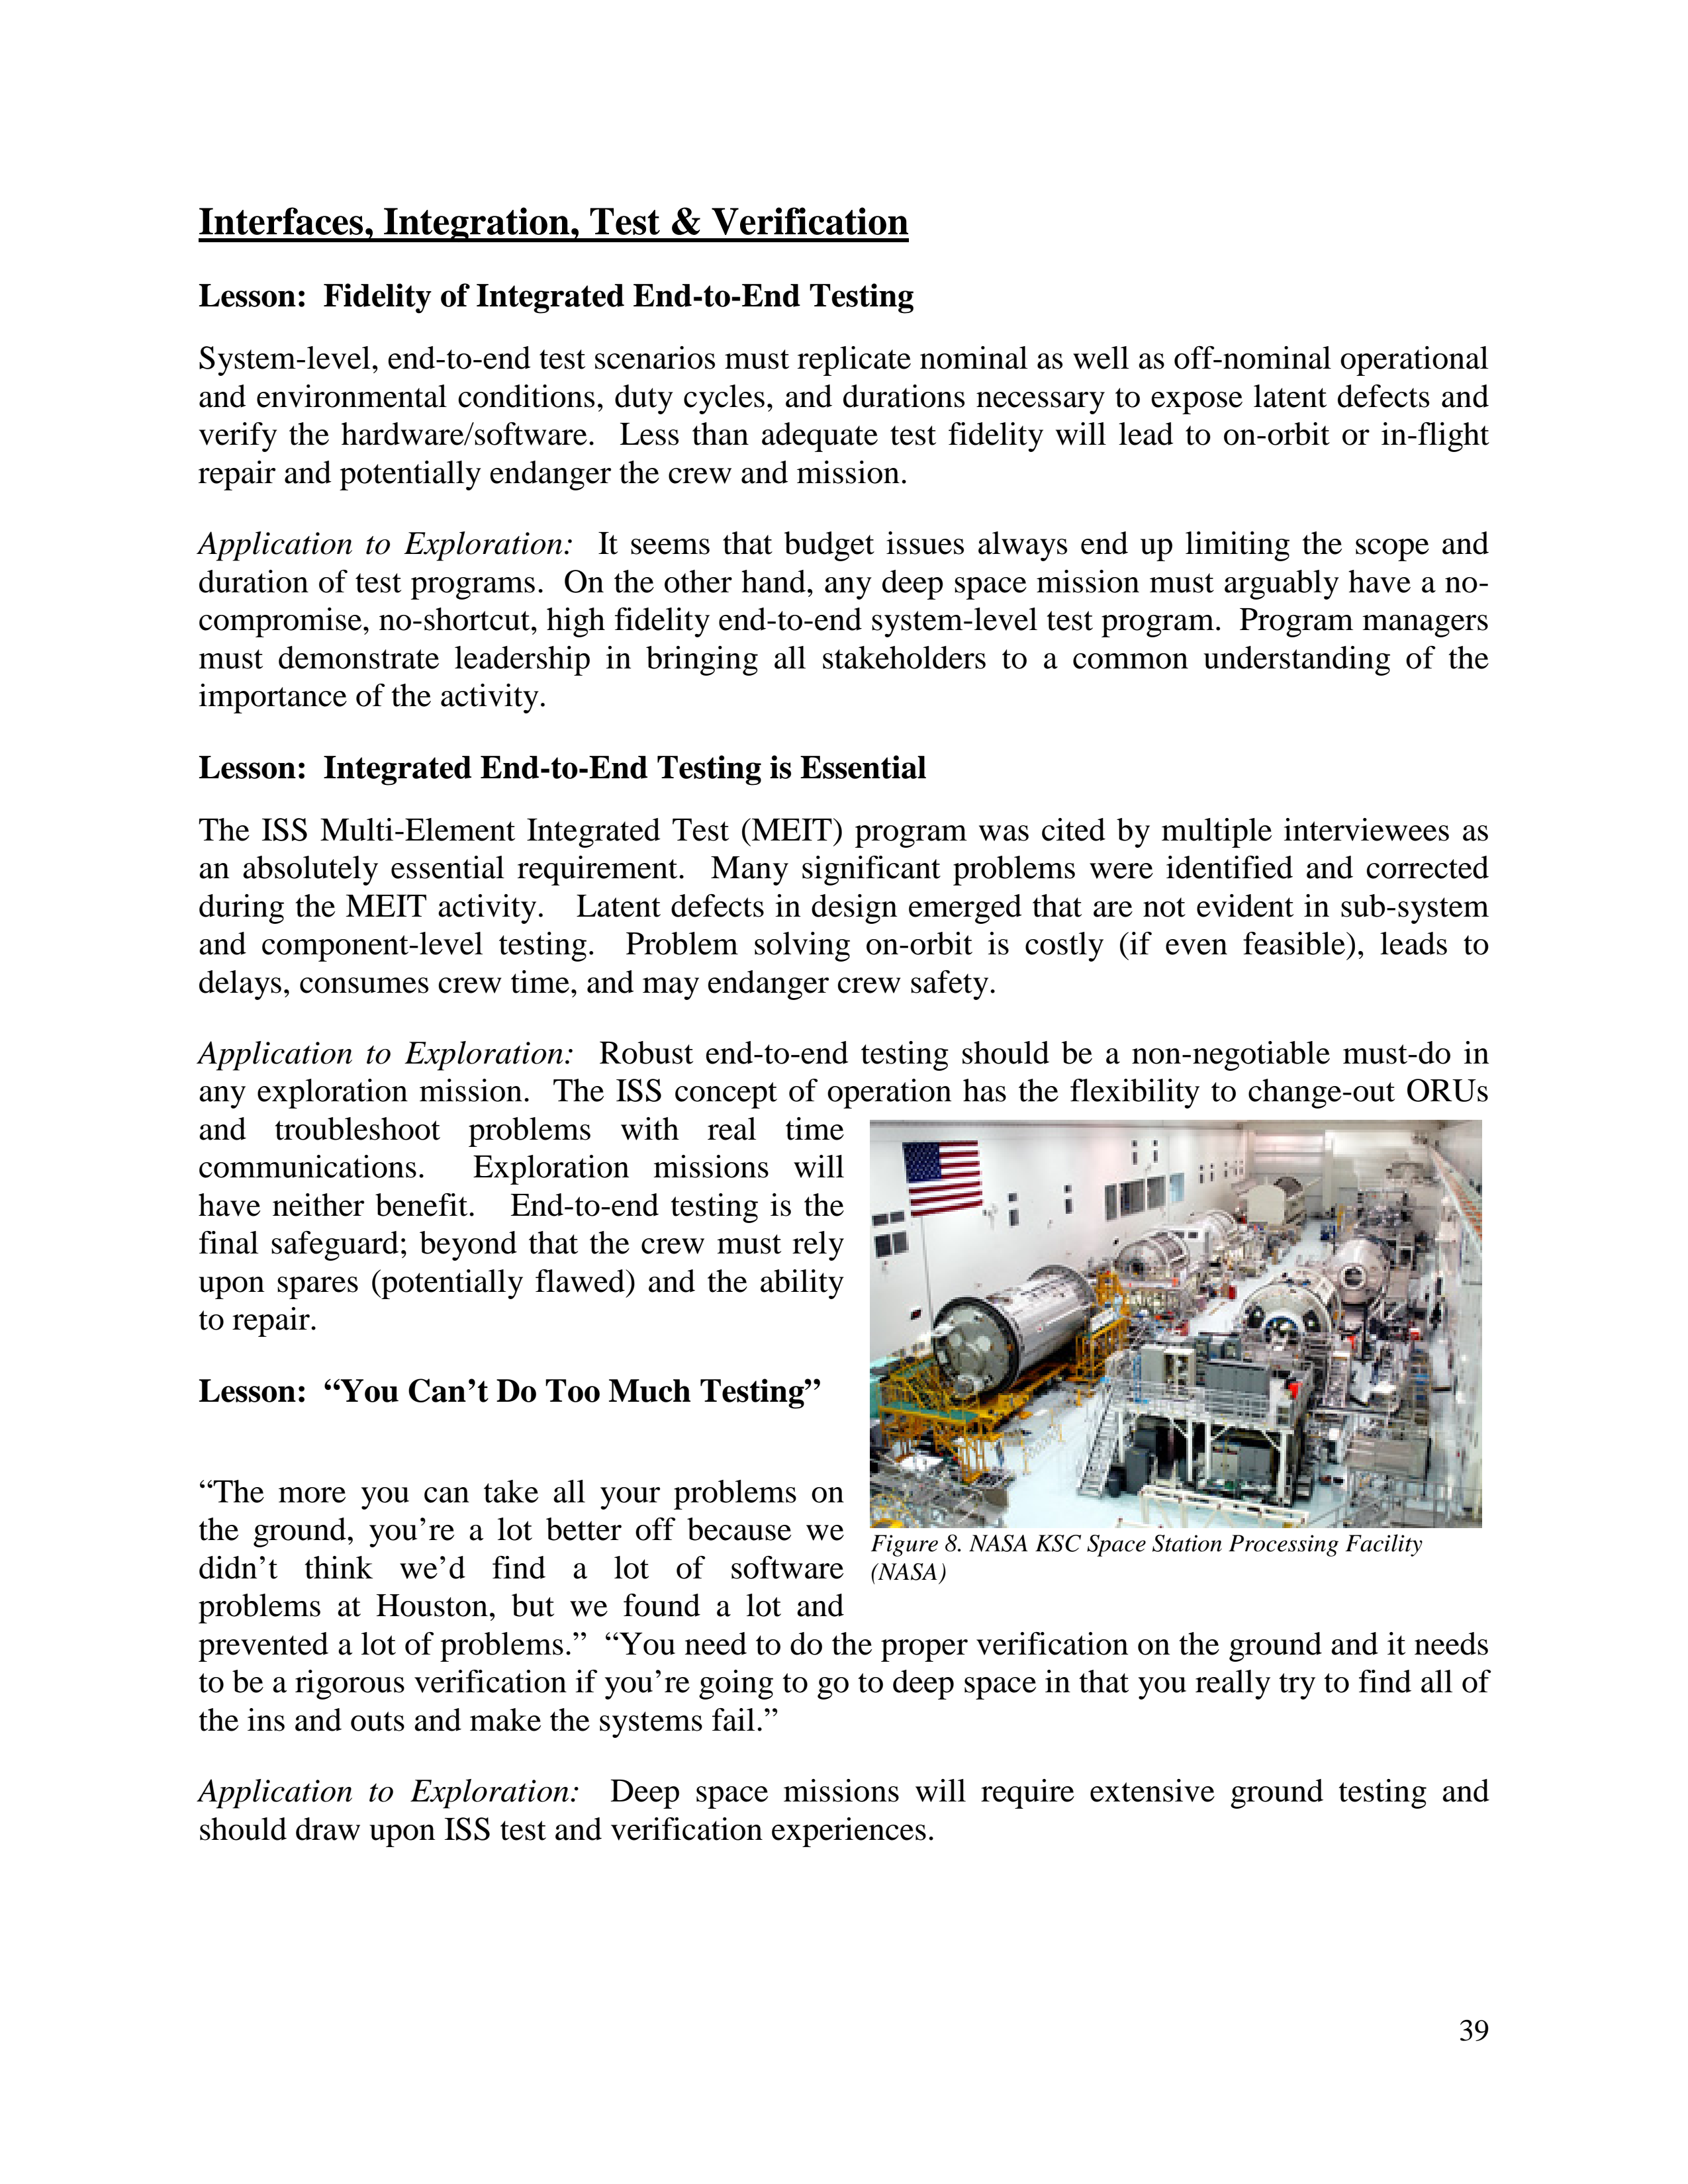 Interfaces, Integration, Test & Verification
Lesson:  Fidelity of Integrated End-to-End Testing
System-level, end-to-end test scenarios must replicate nominal as well as off-nominal operational
and environmental conditions, duty cycles, and durations necessary to expose latent defects and
verify the hardware/software.  Less than adequate test fidelity will lead to on-orbit or in-flight
repair and potentially endanger the crew and mission.
Application to Exploration:  It seems that budget issues always end up limiting the scope and
duration of test programs.  On the other hand, any deep space mission must arguably have a no-
compromise, no-shortcut, high fidelity end-to-end system-level test program.  Program managers
must demonstrate leadership in bringing all stakeholders to a common understanding of the
importance of the activity.
Lesson:  Integrated End-to-End Testing is Essential
The ISS Multi-Element Integrated Test (MEIT) program was cited by multiple interviewees as
an absolutely essential requirement.  Many significant problems were identified and corrected
during the MEIT activity.   Latent defects in design emerged that are not evident in sub-system
and component-level testing.  Problem solving on-orbit is costly (if even feasible), leads to
delays, consumes crew time, and may endanger crew safety.
Application to Exploration:  Robust end-to-end testing should be a non-negotiable must-do in
any exploration mission.  The ISS concept of operation has the flexibility to change-out ORUs
and troubleshoot problems with real time
communications.   Exploration missions will
have neither benefit.   End-to-end testing is the
final safeguard; beyond that the crew must rely
upon spares (potentially flawed) and the ability
to repair.
Lesson:  “You Can’t Do Too Much Testing”
“The more you can take all your problems on
the ground, you’re a lot better off because we
didn’t think we’d find a lot of software
problems at Houston, but we found a lot and
Figure 8. NASA KSC Space Station Processing Facility
(NASA)
prevented a lot of problems.”  “You need to do the proper verification on the ground and it needs
to be a rigorous verification if you’re going to go to deep space in that you really try to find all of
the ins and outs and make the systems fail.”
Application to Exploration:  Deep space missions will require extensive ground testing and
should draw upon ISS test and verification experiences.
39